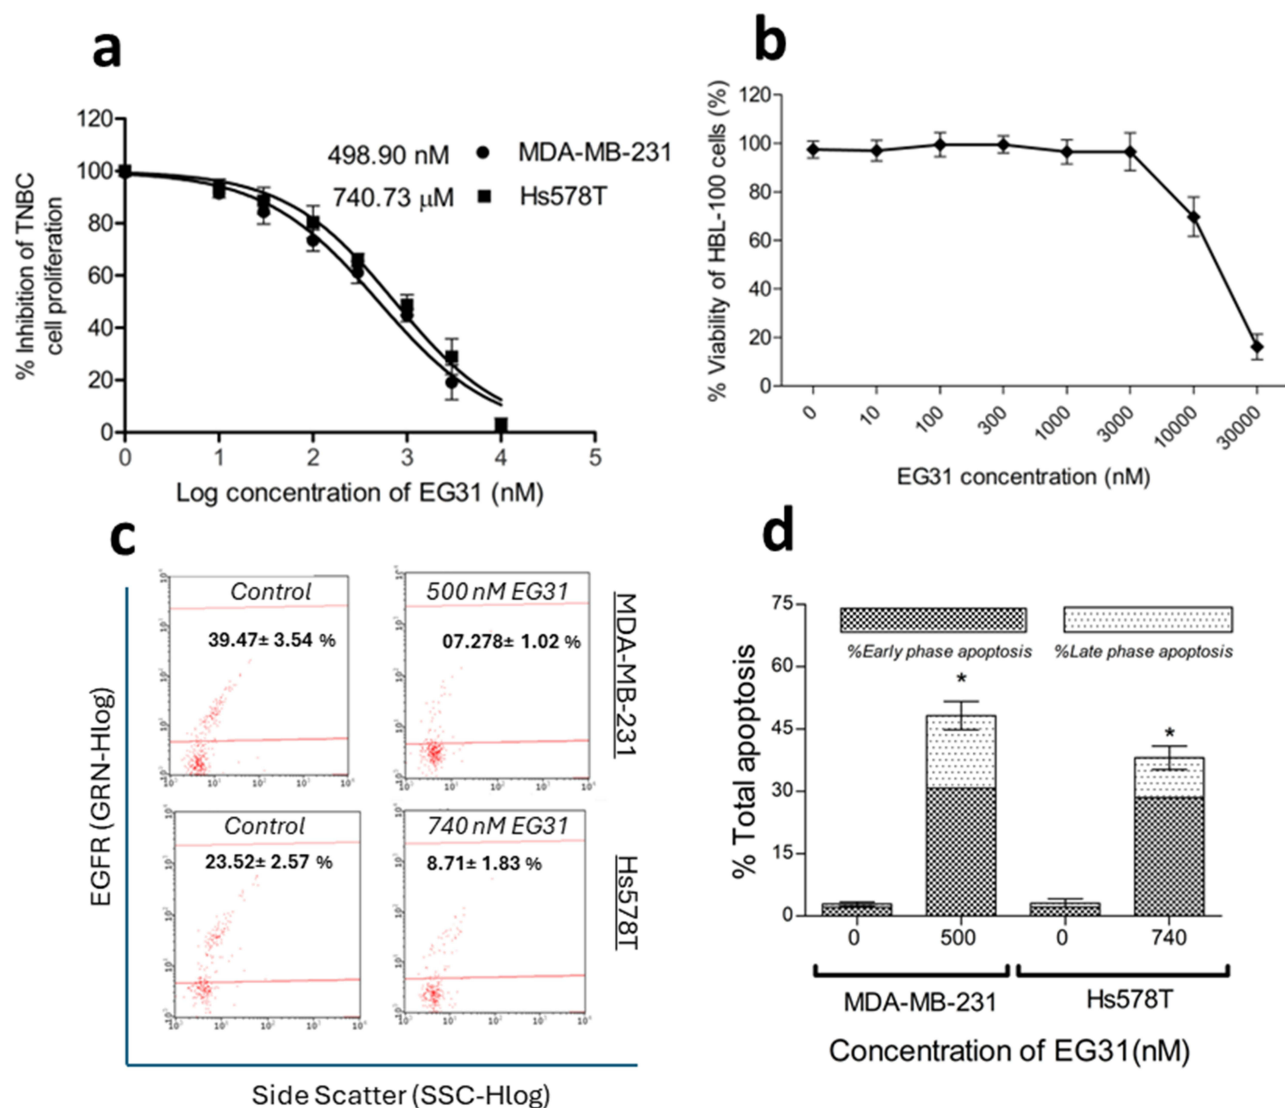 a
% Inhibition of TNBC
cell proliferation
120
100
80
60
40
20
0
498.90 nM MDA-MB-231
740.73 μM Hs578T
0 1 2 3 4 5
Log concentration of EG31 (nM)
b
% Viability of HBL-100 cells (%)
120
100
80
60
40
20
0
0 10 100 300 1000 3000 10000 30000
EG31 concentration (nM)
c
EGFR (GRN-Hlog)
Control
39.47± 3.54 %
500 nM EG31
07.278± 1.02 %
MDA-MB-231
Control
23.52± 2.57 %
740 nM EG31
8.71± 1.83 %
Hs578T
Side Scatter (SSC-Hlog)
d
% Total apoptosis
75
60
45
30
15
0
%Early phase apoptosis %Late phase apoptosis
* *
0 500 0 740
MDA-MB-231 Hs578T
Concentration of EG31(nM)